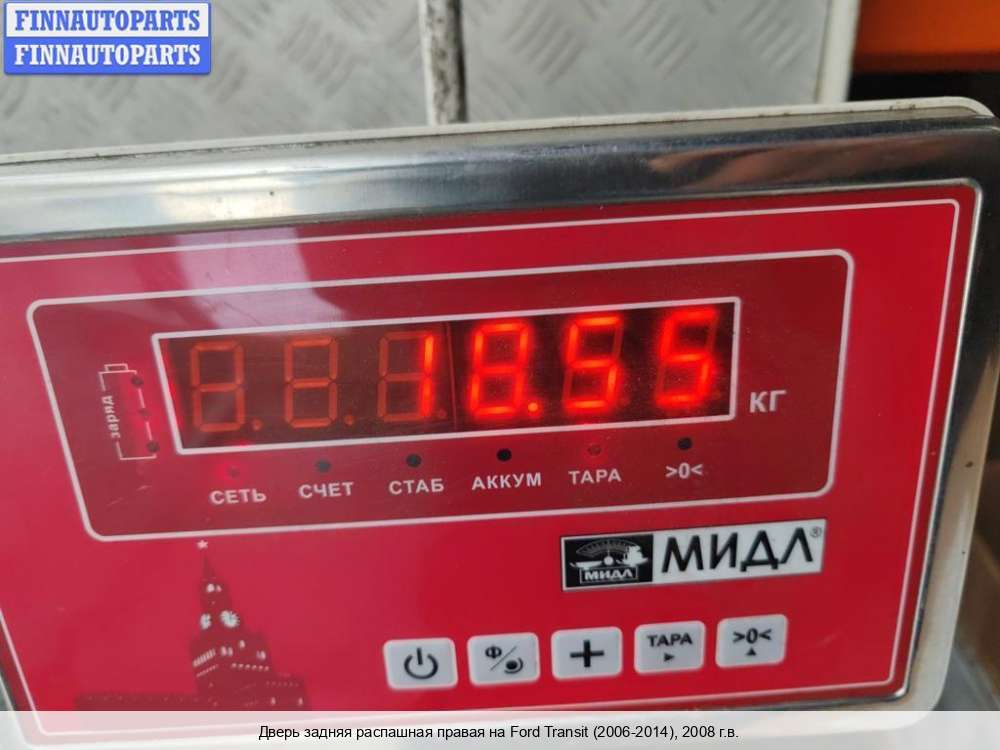 FINNAUTOPARTS
FINNAUTOPARTS
заряд
10.55
КГ
СЕТЬ
СЧЕТ
СТАБ
АККУМ
ТАРА
>0<
МИДЛ
МИДЛ®
Ф
+
ТАРА
>0<
Дверь задняя распашная правая на Ford Transit (2006-2014), 2008 г.в.